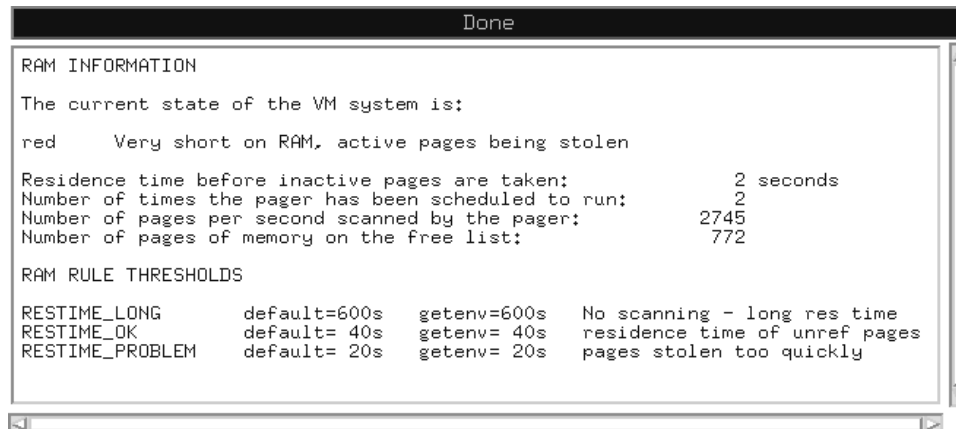 Done
RAM INFORMATION
The current state of the VM system is:
red Very short on RAM, active pages being stolen
Residence time before inactive pages are taken: 2 seconds
Number of times the pager has been scheduled to run: 2
Number of pages per second scanned by the pager: 2745
Number of pages of memory on the free list: 772
RAM RULE THRESHOLDS
RESTIME_LONG default=600s getenv=600s No scanning - long res time
RESTIME_OK default= 40s getenv= 40s residence time of unref pages
RESTIME_PROBLEM default= 20s getenv= 20s pages stolen too quickly